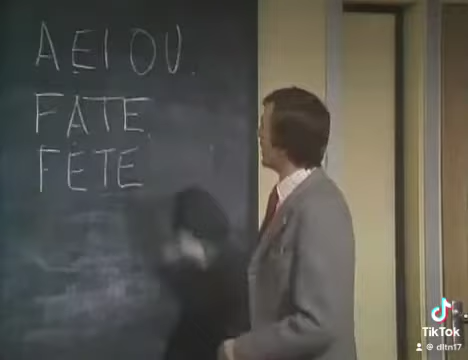 A E I O U.
FATE
FETE
TikTok
@ dltn17